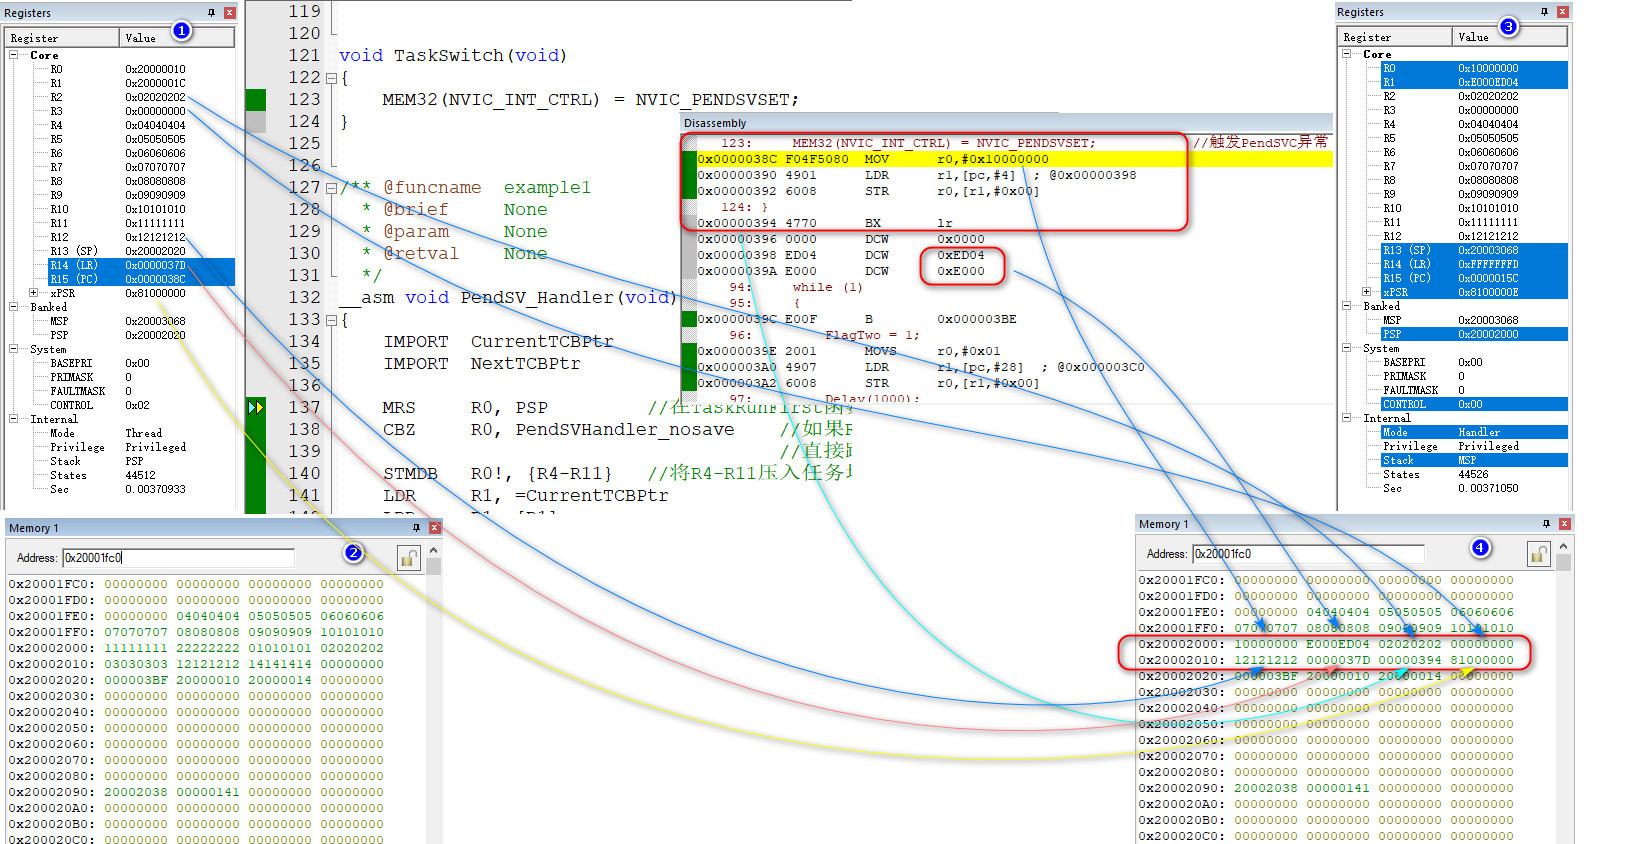 Registers
1
Register Value
Core
R0 0x20000010
R1 0x2000001C
R2 0x02020202
R3 0x00000000
R4 0x04040404
R5 0x05050505
R6 0x06060606
R7 0x07070707
R8 0x08080808
R9 0x09090909
R10 0x10101010
R11 0x11111111
R12 0x12121212
R13 (SP) 0x20002020
R14 (LR) 0x0000037D
R15 (PC) 0x0000038C
xPSR 0x81000000
Banked
MSP 0x20003068
PSP 0x20002020
System
BASEPRI 0x00
PRIMASK 0
FAULTMASK 0
CONTROL 0x02
Internal
Mode Thread
Privilege Privileged
Stack PSP
States 44512
Sec 0.00370933
119
120
121 void TaskSwitch(void)
122 {
123 MEM32(NVIC_INT_CTRL) = NVIC_PENDSVSET;
124 }
125
126
127 /** @funcname example1
128 * @brief None
129 * @param None
130 * @retval None
131 */
132 __asm void PendSV_Handler(void)
133 {
134 IMPORT CurrentTCBPtr
135 IMPORT NextTCBPtr
136
137 MRS R0, PSP //在TaskRunFirst函
138 CBZ R0, PendSVHandler_nosave //如果
139 //直接
140 STMDB R0!, {R4-R11} //将R4-R11压入任务
141 LDR R1, =CurrentTCBPtr
Disassembly
123: MEM32(NVIC_INT_CTRL) = NVIC_PENDSVSET; //触发PendSVC异常
0x0000038C F04F5080 MOV r0,#0x10000000
0x00000390 4901 LDR r1,[pc,#4] ; @0x00000398
0x00000392 6008 STR r0,[r1,#0x00]
124: }
0x00000394 4770 BX lr
0x00000396 0000 DCW 0x0000
0x00000398 ED04 DCW 0xED04
0x0000039A E000 DCW 0xE000
94: while (1)
95: {
0x0000039C E00F B 0x000003BE
96: FlagTwo = 1;
0x0000039E 2001 MOVS r0,#0x01
0x000003A0 4907 LDR r1,[pc,#28] ; @0x000003C0
0x000003A2 6008 STR r0,[r1,#0x00]
97: Delay(1000);
Registers
3
Register Value
Core
R0 0x10000000
R1 0xE000ED04
R2 0x02020202
R3 0x00000000
R4 0x04040404
R5 0x05050505
R6 0x06060606
R7 0x07070707
R8 0x08080808
R9 0x09090909
R10 0x10101010
R11 0x11111111
R12 0x12121212
R13 (SP) 0x20003068
R14 (LR) 0xFFFFFFFD
R15 (PC) 0x0000015C
xPSR 0x8100000E
Banked
MSP 0x20003068
PSP 0x20002000
System
BASEPRI 0x00
PRIMASK 0
FAULTMASK 0
CONTROL 0x00
Internal
Mode Handler
Privilege Privileged
Stack MSP
States 44526
Sec 0.00371050
Memory 1
2
Address: 0x20001fc0
0x20001FC0: 00000000 00000000 00000000 00000000
0x20001FD0: 00000000 00000000 00000000 00000000
0x20001FE0: 00000000 04040404 05050505 06060606
0x20001FF0: 07070707 08080808 09090909 10101010
0x20002000: 11111111 22222222 01010101 02020202
0x20002010: 03030303 12121212 14141414 00000000
0x20002020: 000003BF 20000010 20000014 00000000
0x20002030: 00000000 00000000 00000000 00000000
0x20002040: 00000000 00000000 00000000 00000000
0x20002050: 00000000 00000000 00000000 00000000
0x20002060: 00000000 00000000 00000000 00000000
0x20002070: 00000000 00000000 00000000 00000000
0x20002080: 00000000 00000000 00000000 00000000
0x20002090: 20002038 00000141 00000000 00000000
0x200020A0: 00000000 00000000 00000000 00000000
0x200020B0: 00000000 00000000 00000000 00000000
0x200020C0: 00000000 00000000 00000000 00000000
Memory 1
4
Address: 0x20001fc0
0x20001FC0: 00000000 00000000 00000000 00000000
0x20001FD0: 00000000 00000000 00000000 00000000
0x20001FE0: 00000000 04040404 05050505 06060606
0x20001FF0: 07070707 08080808 09090909 10101010
0x20002000: 10000000 E000ED04 02020202 00000000
0x20002010: 12121212 0000037D 00000394 81000000
0x20002020: 000003BF 20000010 20000014 00000000
0x20002030: 00000000 00000000 00000000 00000000
0x20002040: 00000000 00000000 00000000 00000000
0x20002050: 00000000 00000000 00000000 00000000
0x20002060: 00000000 00000000 00000000 00000000
0x20002070: 00000000 00000000 00000000 00000000
0x20002080: 00000000 00000000 00000000 00000000
0x20002090: 20002038 00000141 00000000 00000000
0x200020A0: 00000000 00000000 00000000 00000000
0x200020B0: 00000000 00000000 00000000 00000000
0x200020C0: 00000000 00000000 00000000 00000000